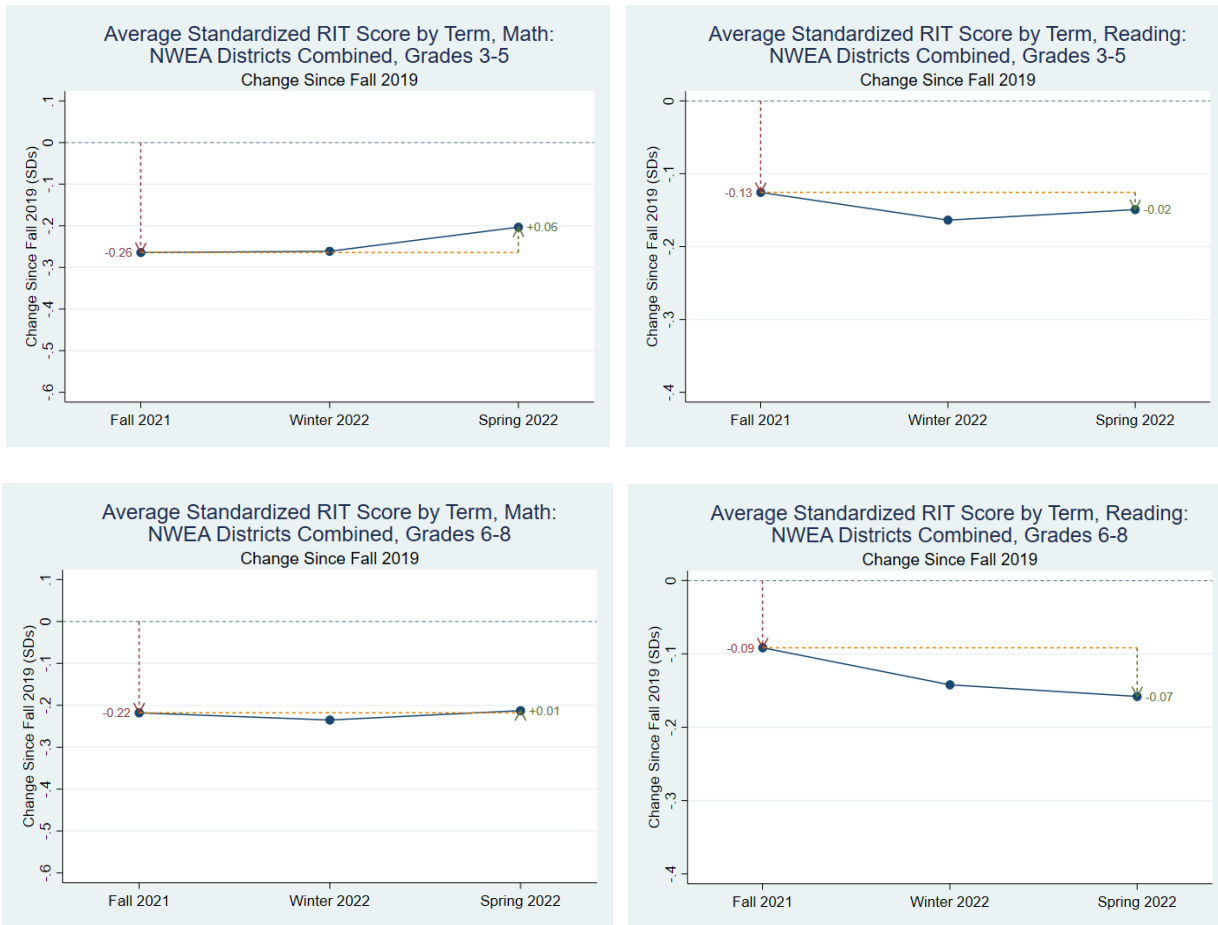 Average Standardized RIT Score by Term, Math:
NWEA Districts Combined, Grades 3-5
Change Since Fall 2019
Change Since Fall 2019 (SDs)
.1
0
-.1
-.2
-.3
-.4
-.5
-.6
-0.26
+0.06
Fall 2021 Winter 2022 Spring 2022
Average Standardized RIT Score by Term, Reading:
NWEA Districts Combined, Grades 3-5
Change Since Fall 2019
Change Since Fall 2019 (SDs)
0
-.1
-.2
-.3
-.4
-0.13
-0.02
Fall 2021 Winter 2022 Spring 2022
Average Standardized RIT Score by Term, Math:
NWEA Districts Combined, Grades 6-8
Change Since Fall 2019
Change Since Fall 2019 (SDs)
.1
0
-.1
-.2
-.3
-.4
-.5
-.6
-0.22
+0.01
Fall 2021 Winter 2022 Spring 2022
Average Standardized RIT Score by Term, Reading:
NWEA Districts Combined, Grades 6-8
Change Since Fall 2019
Change Since Fall 2019 (SDs)
0
-.1
-.2
-.3
-.4
-0.09
-0.07
Fall 2021 Winter 2022 Spring 2022